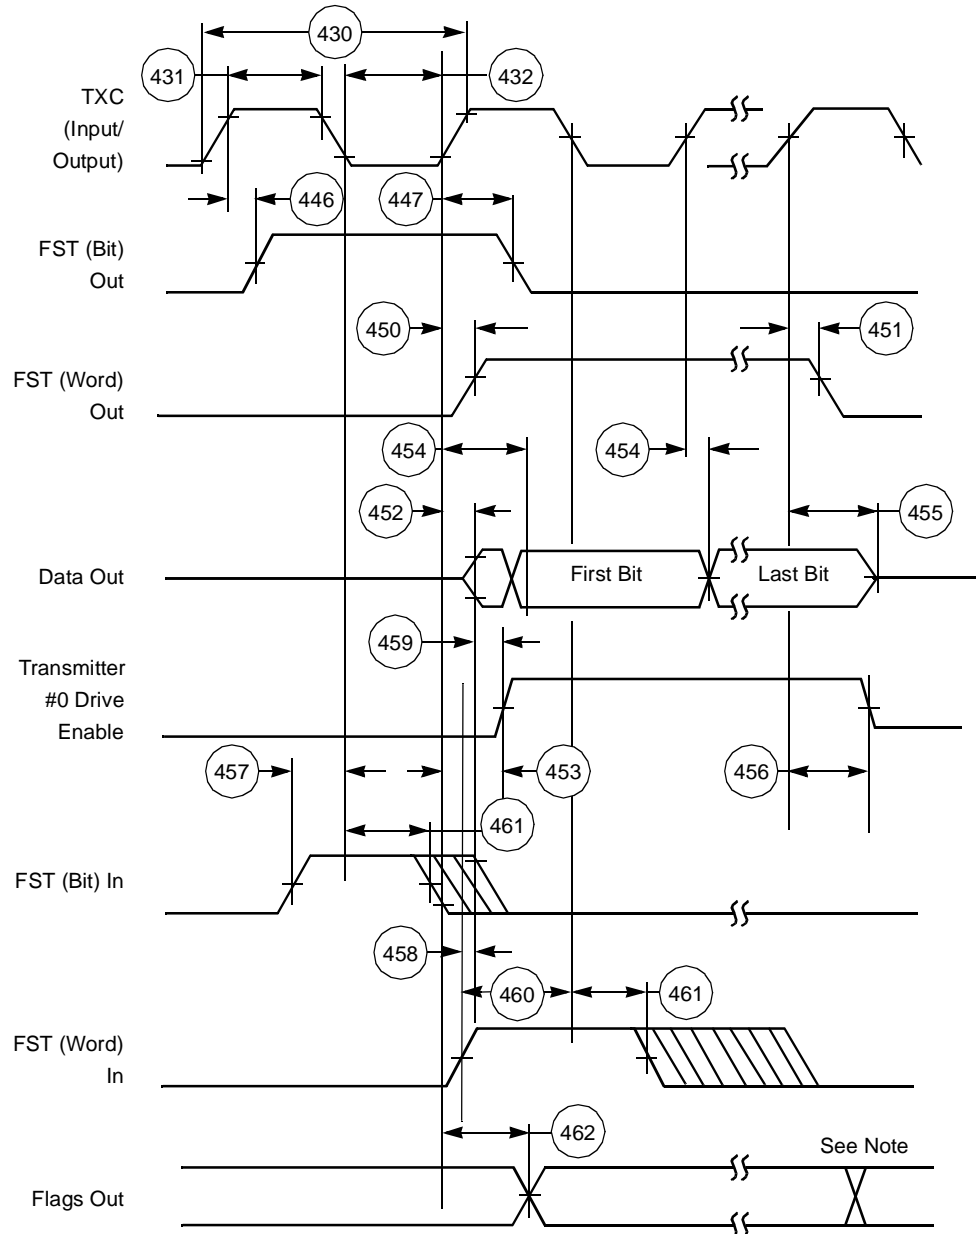 430
431
432
TXC
(Input/
Output)
446
447
FST (Bit)
Out
450
451
FST (Word)
Out
454
454
452
455
Data Out
First Bit
Last Bit
459
Transmitter
#0 Drive
Enable
457
453
456
461
FST (Bit) In
458
460
461
FST (Word)
In
462
See Note
Flags Out